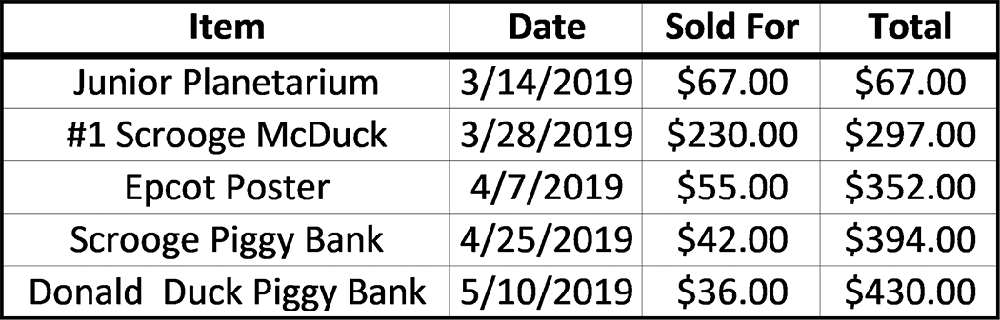 Item Date Sold For Total
Junior Planetarium 3/14/2019 $67.00 $67.00
#1 Scrooge McDuck 3/28/2019 $230.00 $297.00
Epcot Poster 4/7/2019 $55.00 $352.00
Scrooge Piggy Bank 4/25/2019 $42.00 $394.00
Donald  Duck Piggy Bank 5/10/2019 $36.00 $430.00